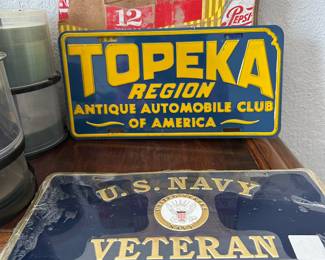 12
PEPSI
TOPEKA
REGION
ANTIQUE AUTOMOBILE CLUB
OF AMERICA
U.S. NAVY
VETERAN